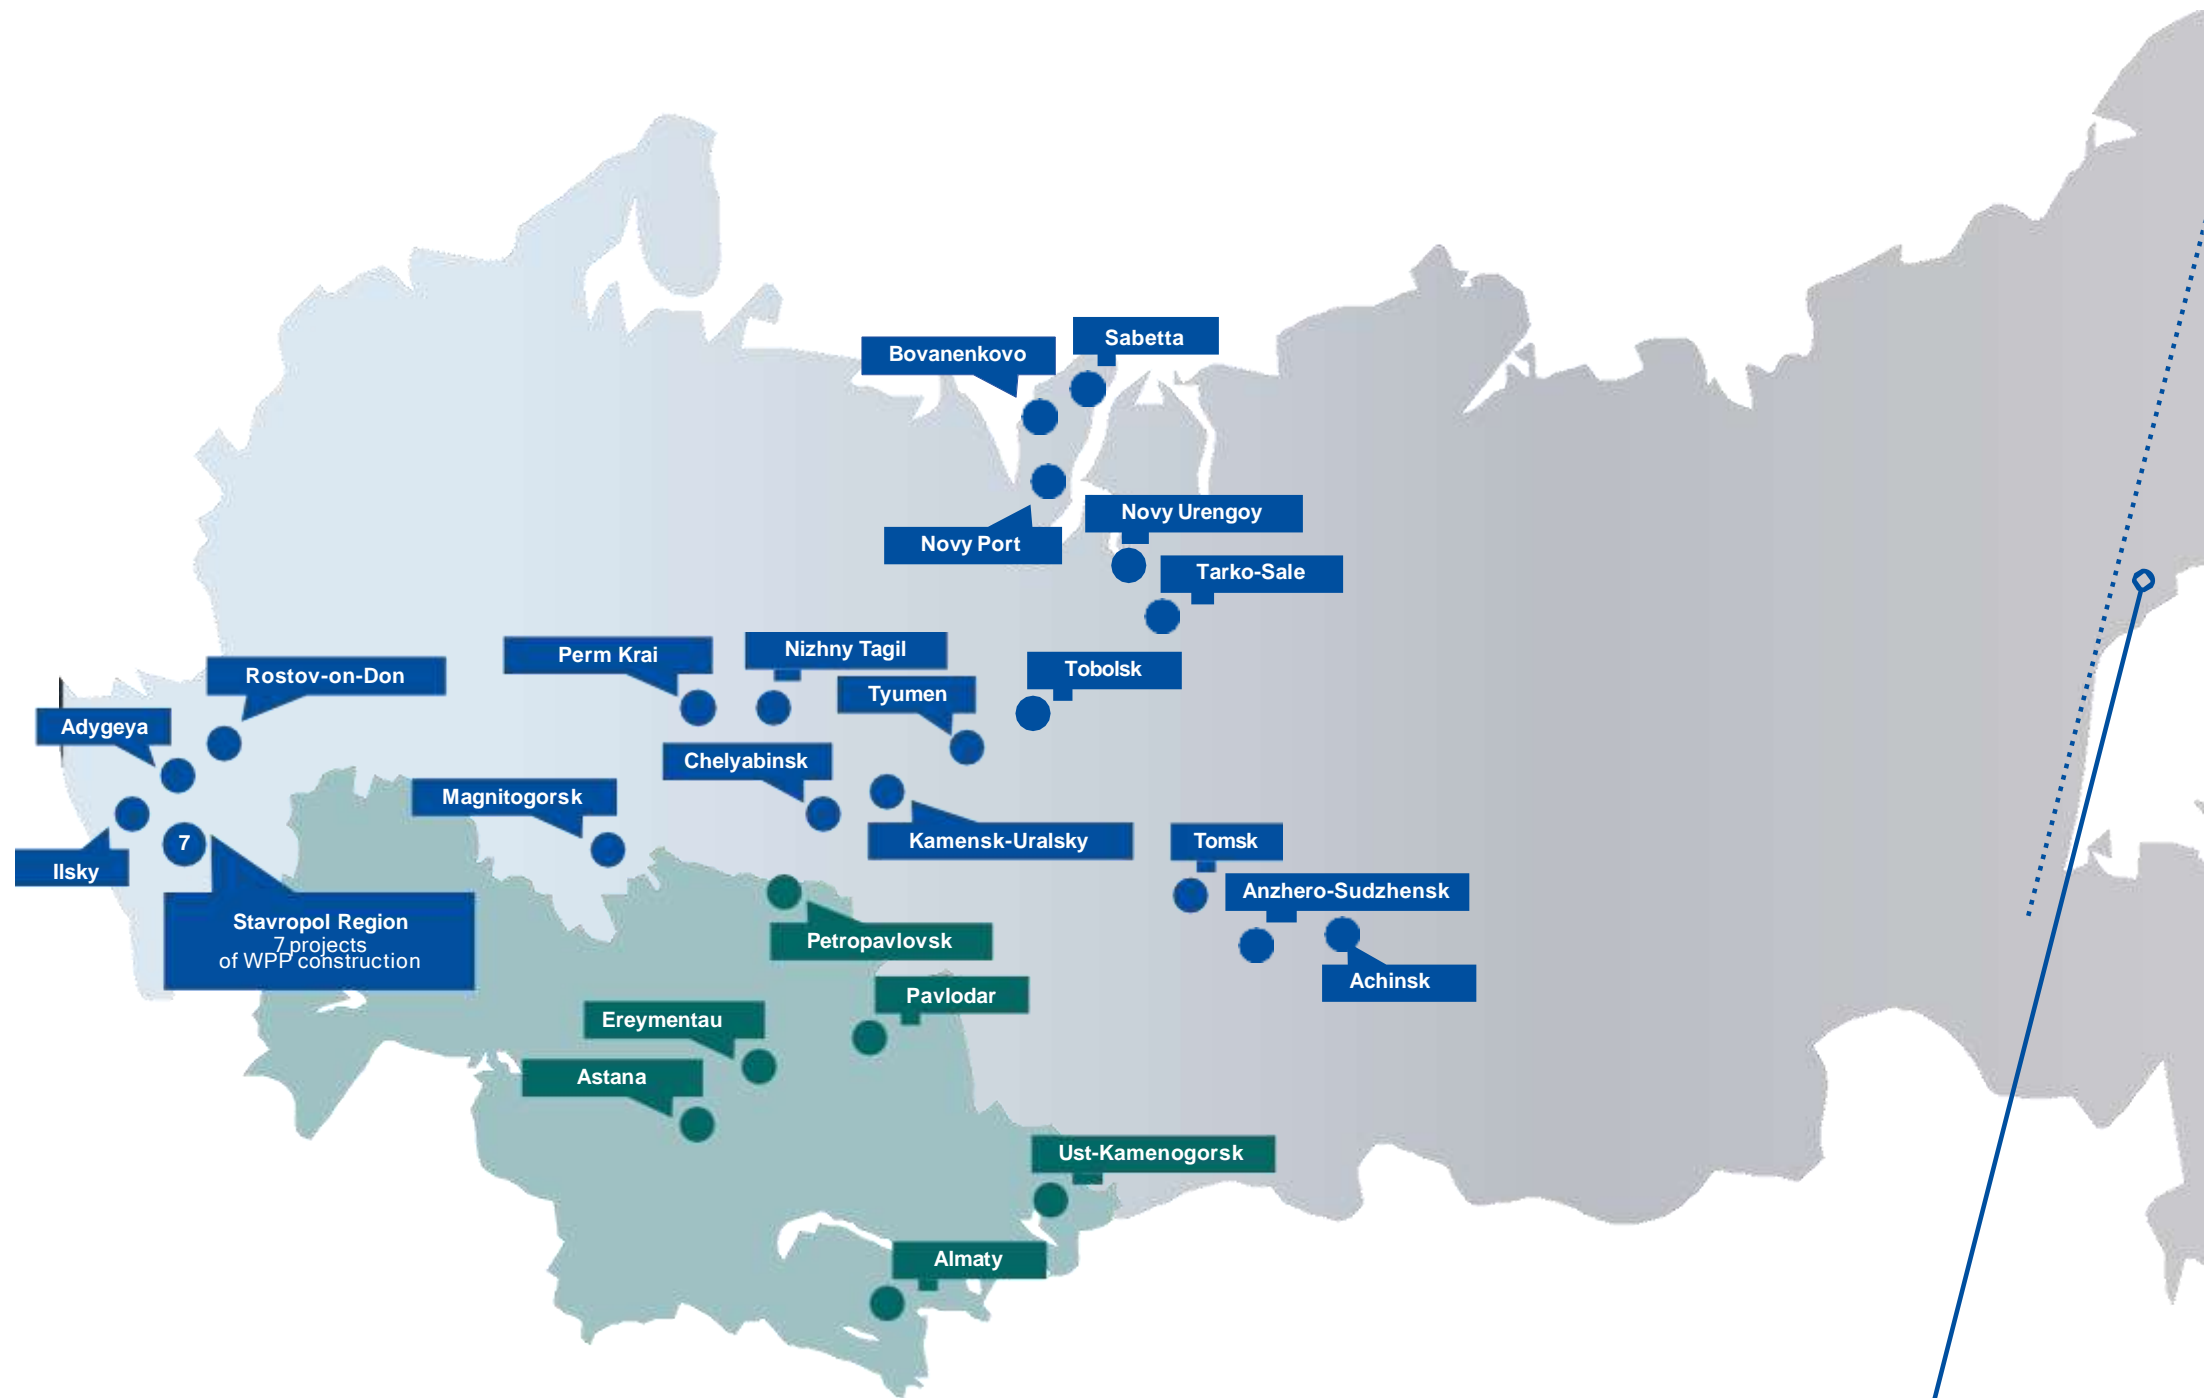 Sabetta
Bovanenkovo
Novy Urengoy
Novy Port
Tarko-Sale
Perm Krai
Nizhny Tagil
Tobolsk
Rostov-on-Don
Tyumen
Adygeya
Chelyabinsk
Magnitogorsk
7
Kamensk-Uralsky
Tomsk
Ilsky
Anzhero-Sudzhensk
Stavropol Region
7 projects
of WPP construction
Petropavlovsk
Achinsk
Pavlodar
Ereymentau
Astana
Ust-Kamenogorsk
Almaty